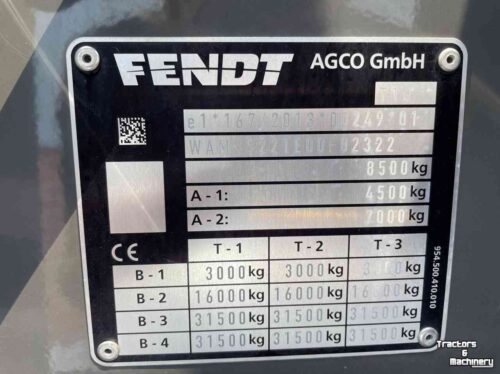 FENDT AGCO GmbH
e1*167/2013*0 249*01
8500 kg
A - 1: 4500 kg
A - 2: 7000 kg
CE T - 1 T - 2 T - 3
B - 1 3000 kg 3000 kg kg
B - 2 16000 kg 16000 kg kg
B - 3 31500 kg 31500 kg 31500 kg
B - 4 31500 kg 31500 kg 31500 kg
954.500.410.010
Tractors
& Machinery